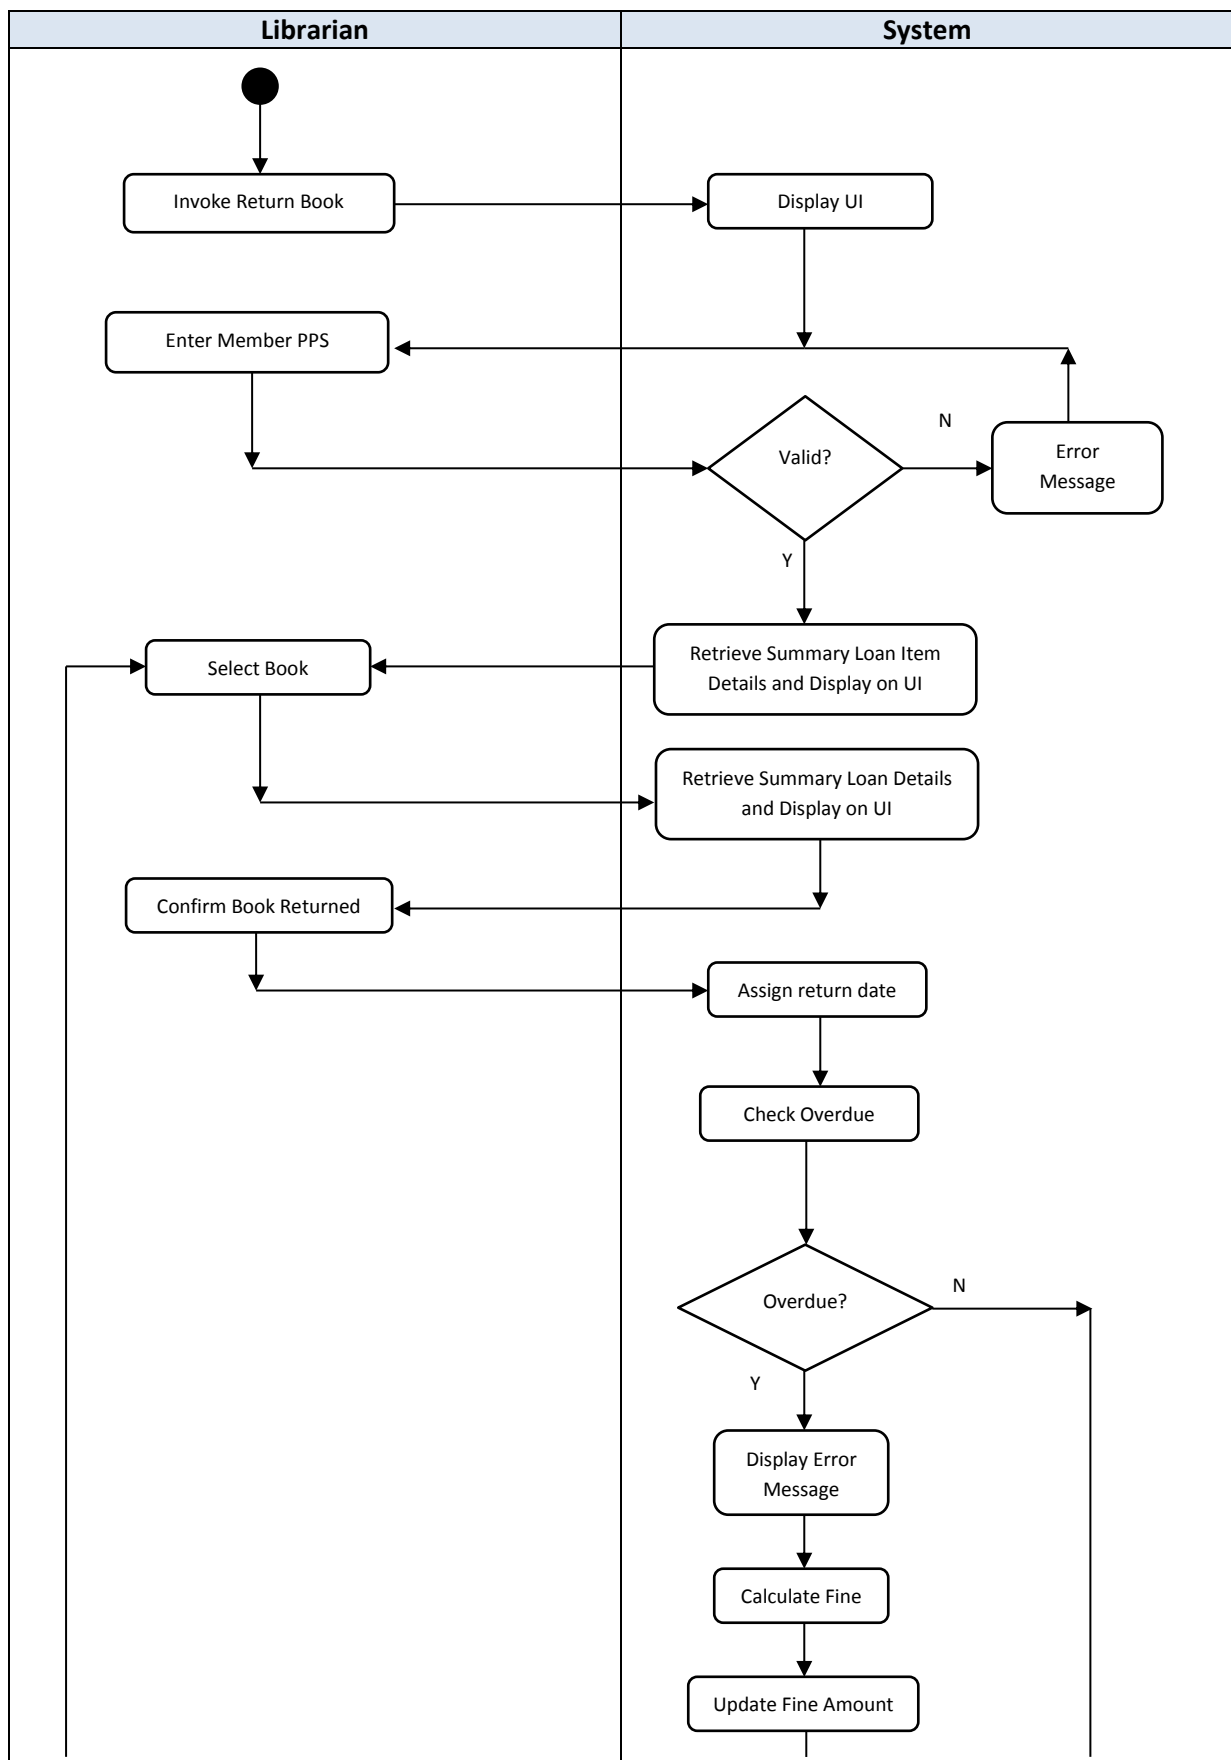 Librarian
System
Invoke Return Book
Display UI
Enter Member PPS
Valid?
N
Error
Message
Y
Select Book
Retrieve Summary Loan Item
Details and Display on UI
Retrieve Summary Loan Details
and Display on UI
Confirm Book Returned
Assign return date
Check Overdue
Overdue?
N
Y
Display Error
Message
Calculate Fine
Update Fine Amount